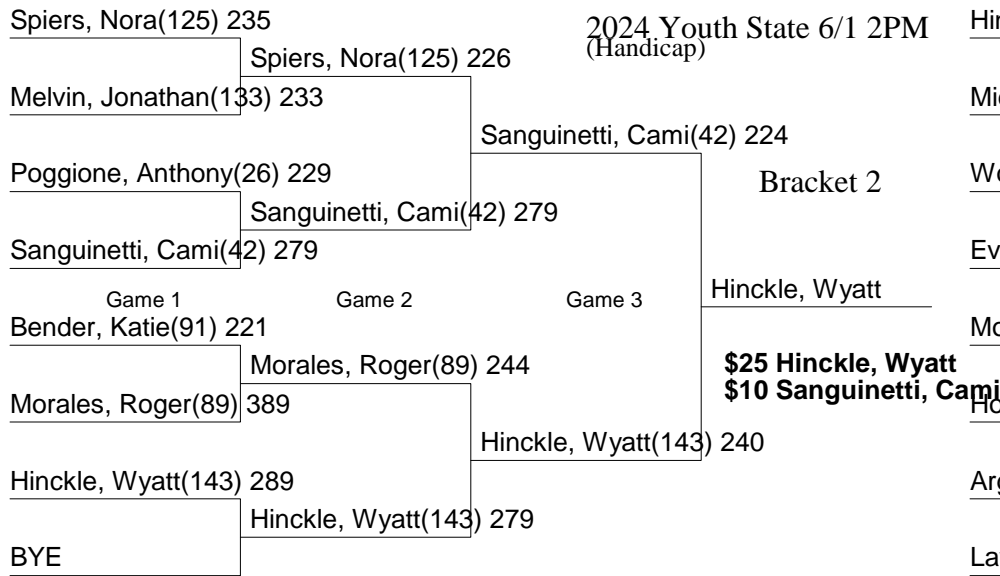 Spiers, Nora(125) 235
2024 Youth State 6/1 2PM
(Handicap)
Spiers, Nora(125) 226
Melvin, Jonathan(133) 233
Sanguinetti, Cami(42) 224
Poggione, Anthony(26) 229
Bracket 2
Sanguinetti, Cami(42) 279
Sanguinetti, Cami(42) 279
Game 1
Game 2
Game 3
Hinckle, Wyatt
Bender, Katie(91) 221
Morales, Roger(89) 244
$25 Hinckle, Wyatt
$10 Sanguinetti, Cami
Morales, Roger(89) 389
Hinckle, Wyatt(143) 240
Hinckle, Wyatt(143) 289
Hinckle, Wyatt(143) 279
BYE